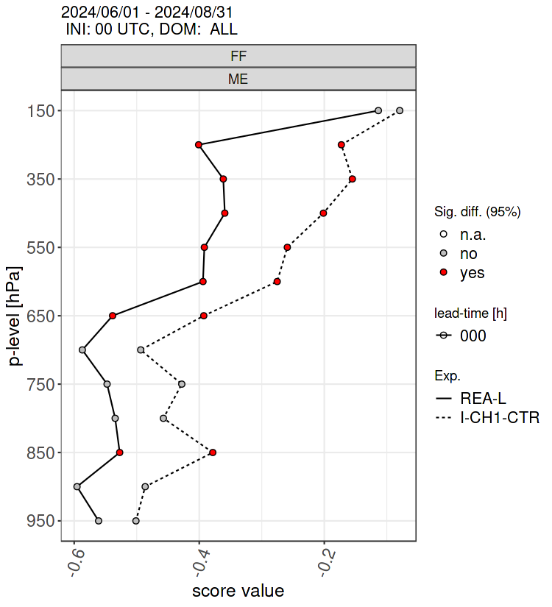 2024/06/01 - 2024/08/31
INI: 00 UTC, DOM:  ALL
FF
ME
150
350
550
650
750
850
950
p-level [hPa]
-0.6
-0.4
-0.2
score value
Sig. diff. (95%)
n.a.
no
yes
lead-time [h]
000
Exp.
REA-L
I-CH1-CTR